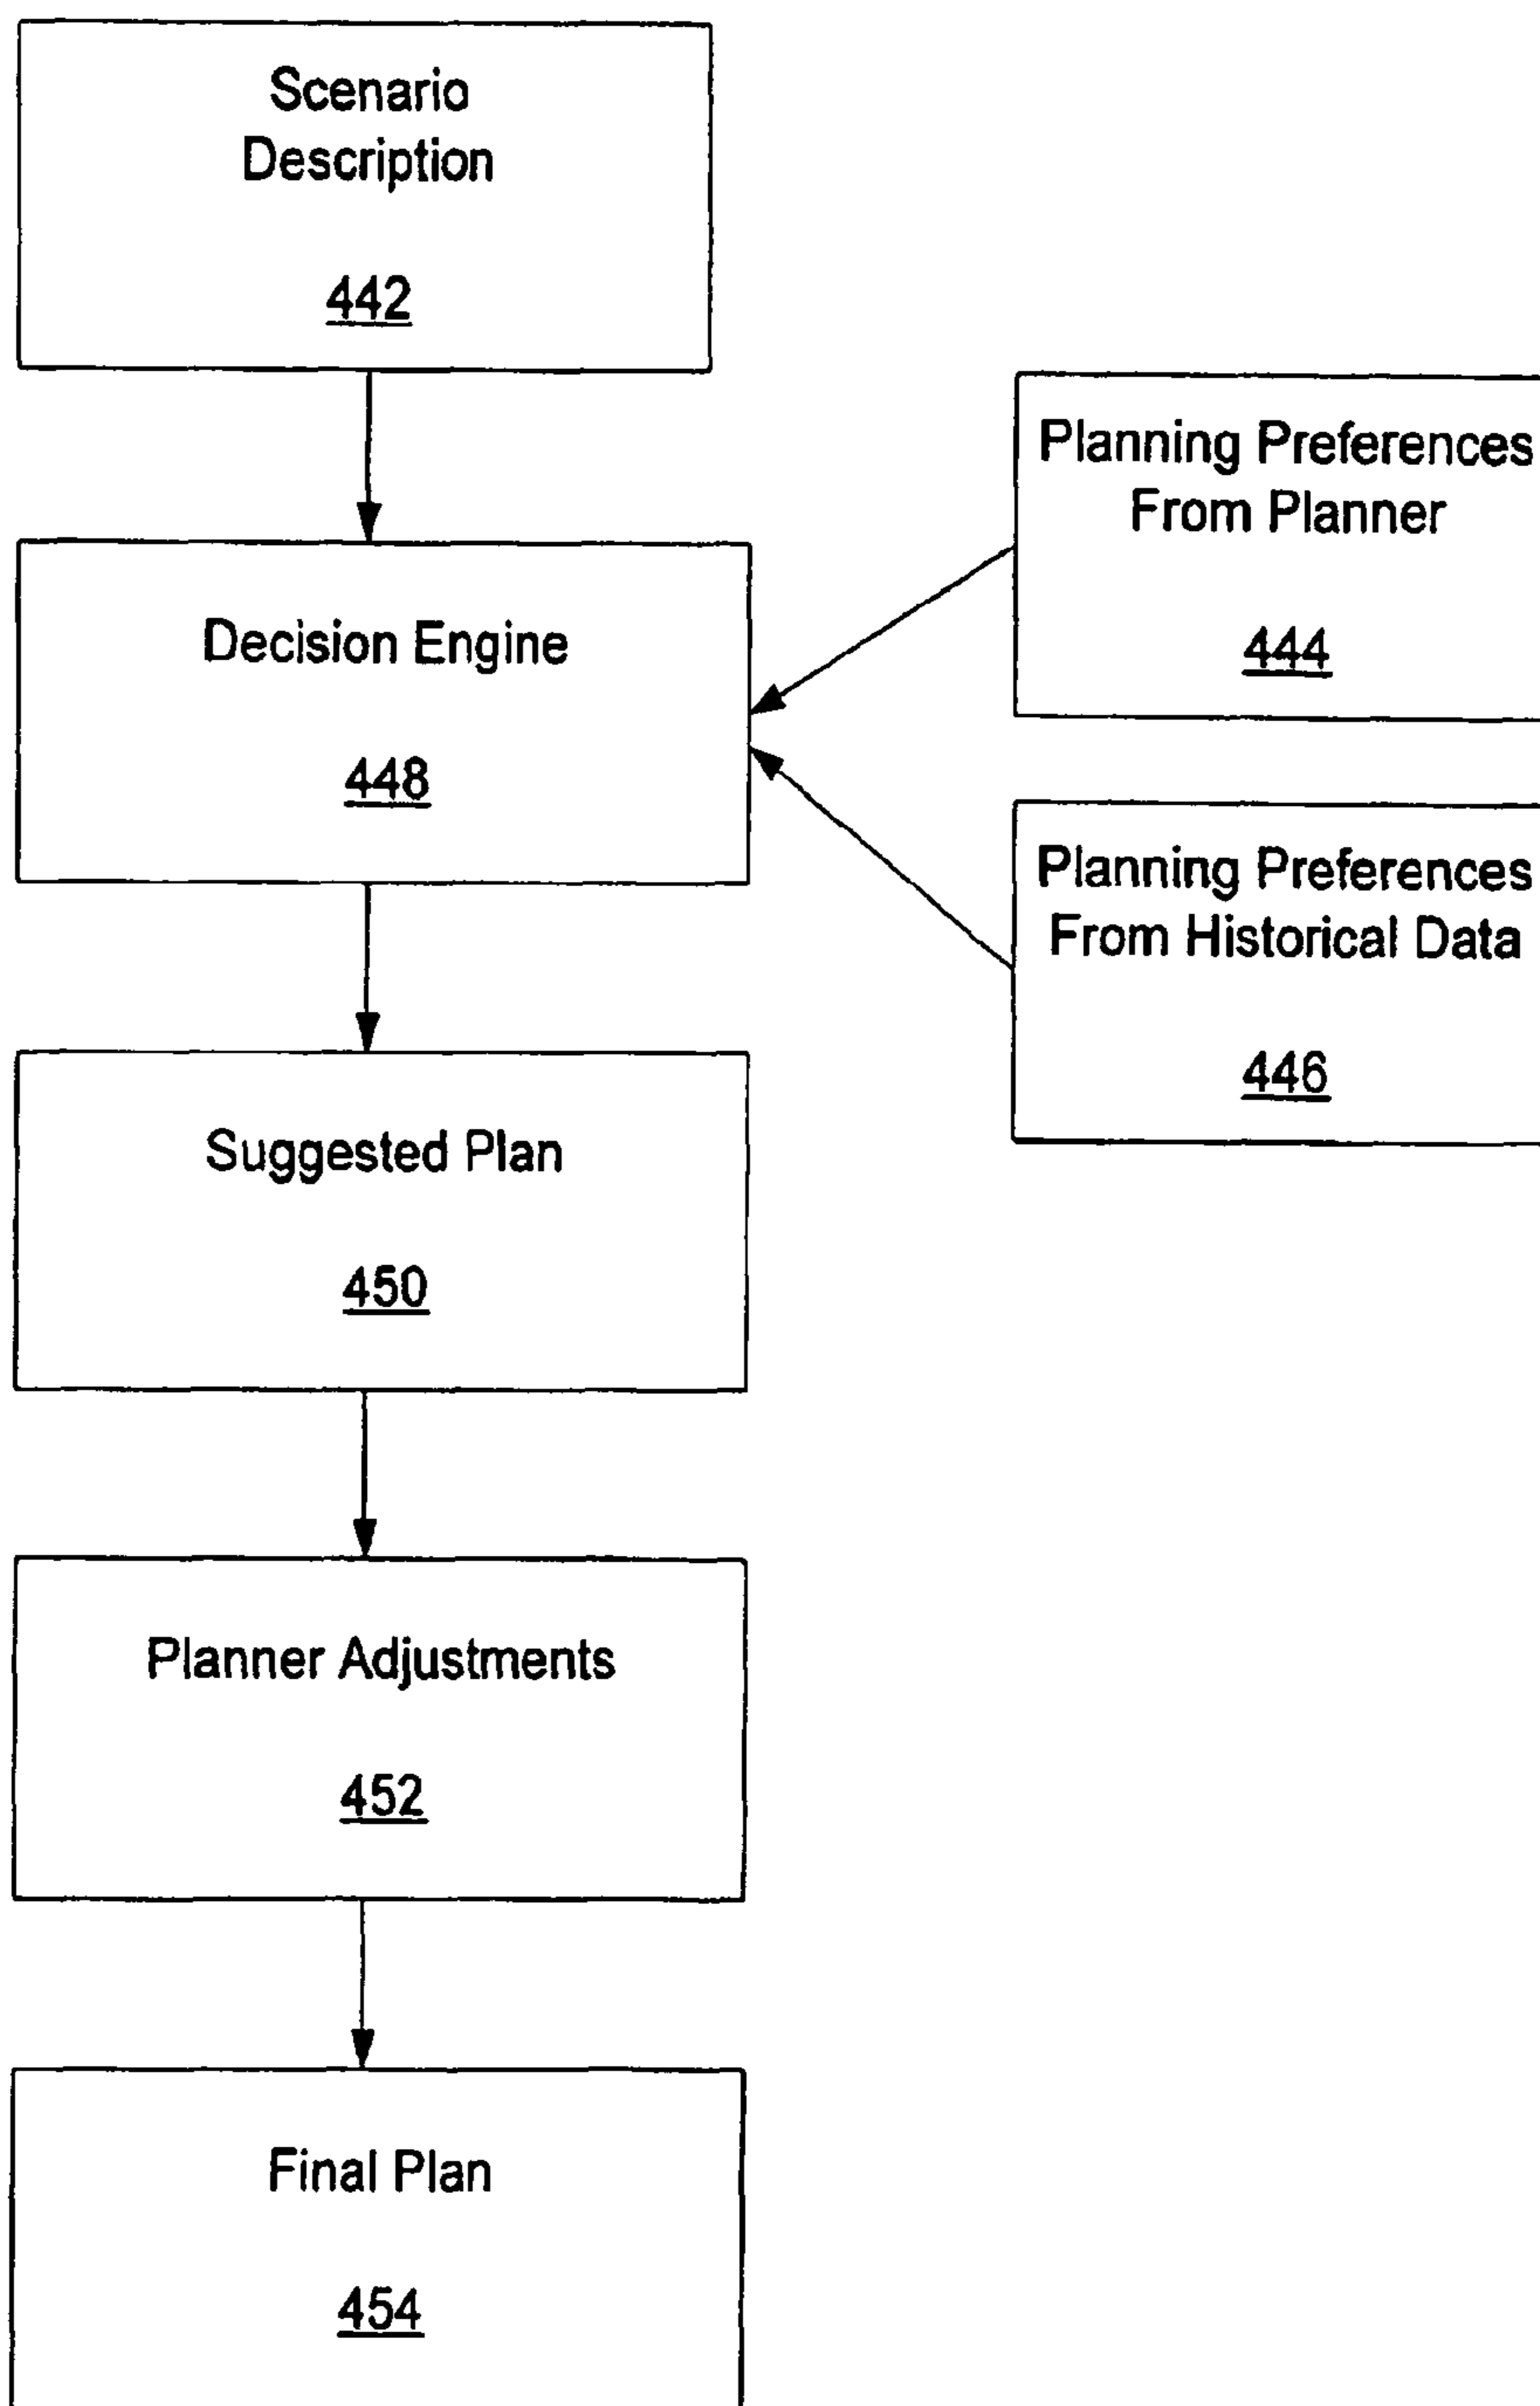 Scenario
Description
442
Planning Preferences
From Planner
444
Decision Engine
448
Planning Preferences
From Historical Data
446
Suggested Plan
450
Planner Adjustments
452
Final Plan
454